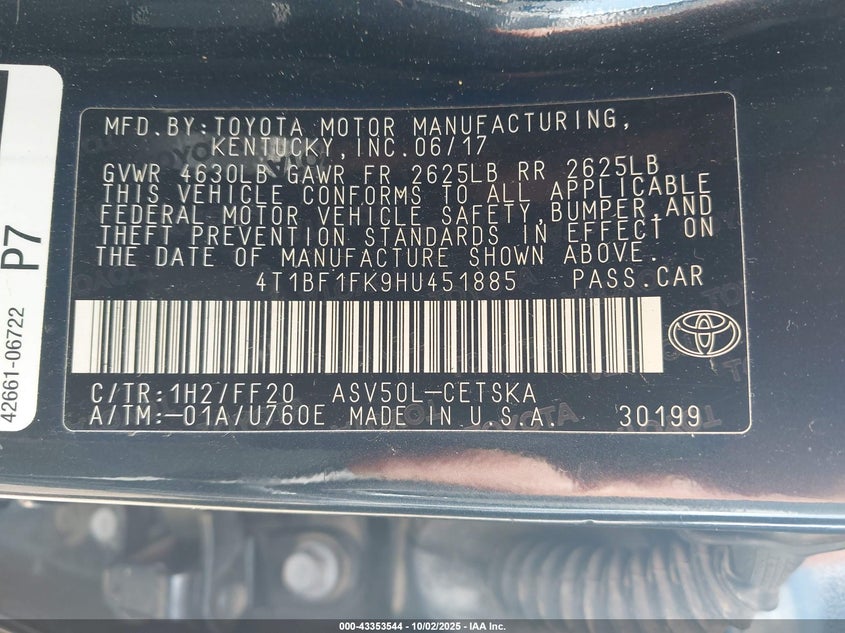 MFD.BY:TOYOTA MOTOR MANUFACTURING,
KENTUCKY,INC.06/17
GVWR 4630LB GAWR FR 2625LB RR 2625LB
THIS VEHICLE CONFORMS TO ALL APPLICABLE
FEDERAL MOTOR VEHICLE SAFETY,BUMPER,AND
THEFT PREVENTION STANDARDS IN EFFECT ON
THE DATE OF MANUFACTURE SHOWN ABOVE.
4T1BF1FK9HU451885 PASS.CAR
C/TR:1H2/FF20 ASV50L-CETSKA
A/TM:-01A/U760E MADE IN U.S.A. 30199
P7
42661-06722
000-43353544 - 10/02/2025 - IAA Inc.